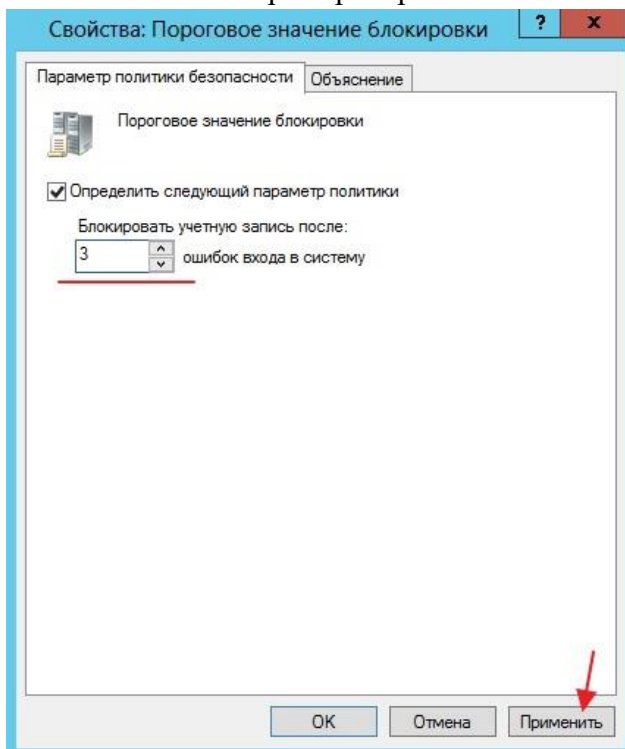 Свойства: Пороговое значение блокировки ? x
Параметр политики безопасности Объяснение
Пороговое значение блокировки
Определить следующий параметр политики
Блокировать учетную запись после:
3 ошибок входа в систему
OK Отмена Применить